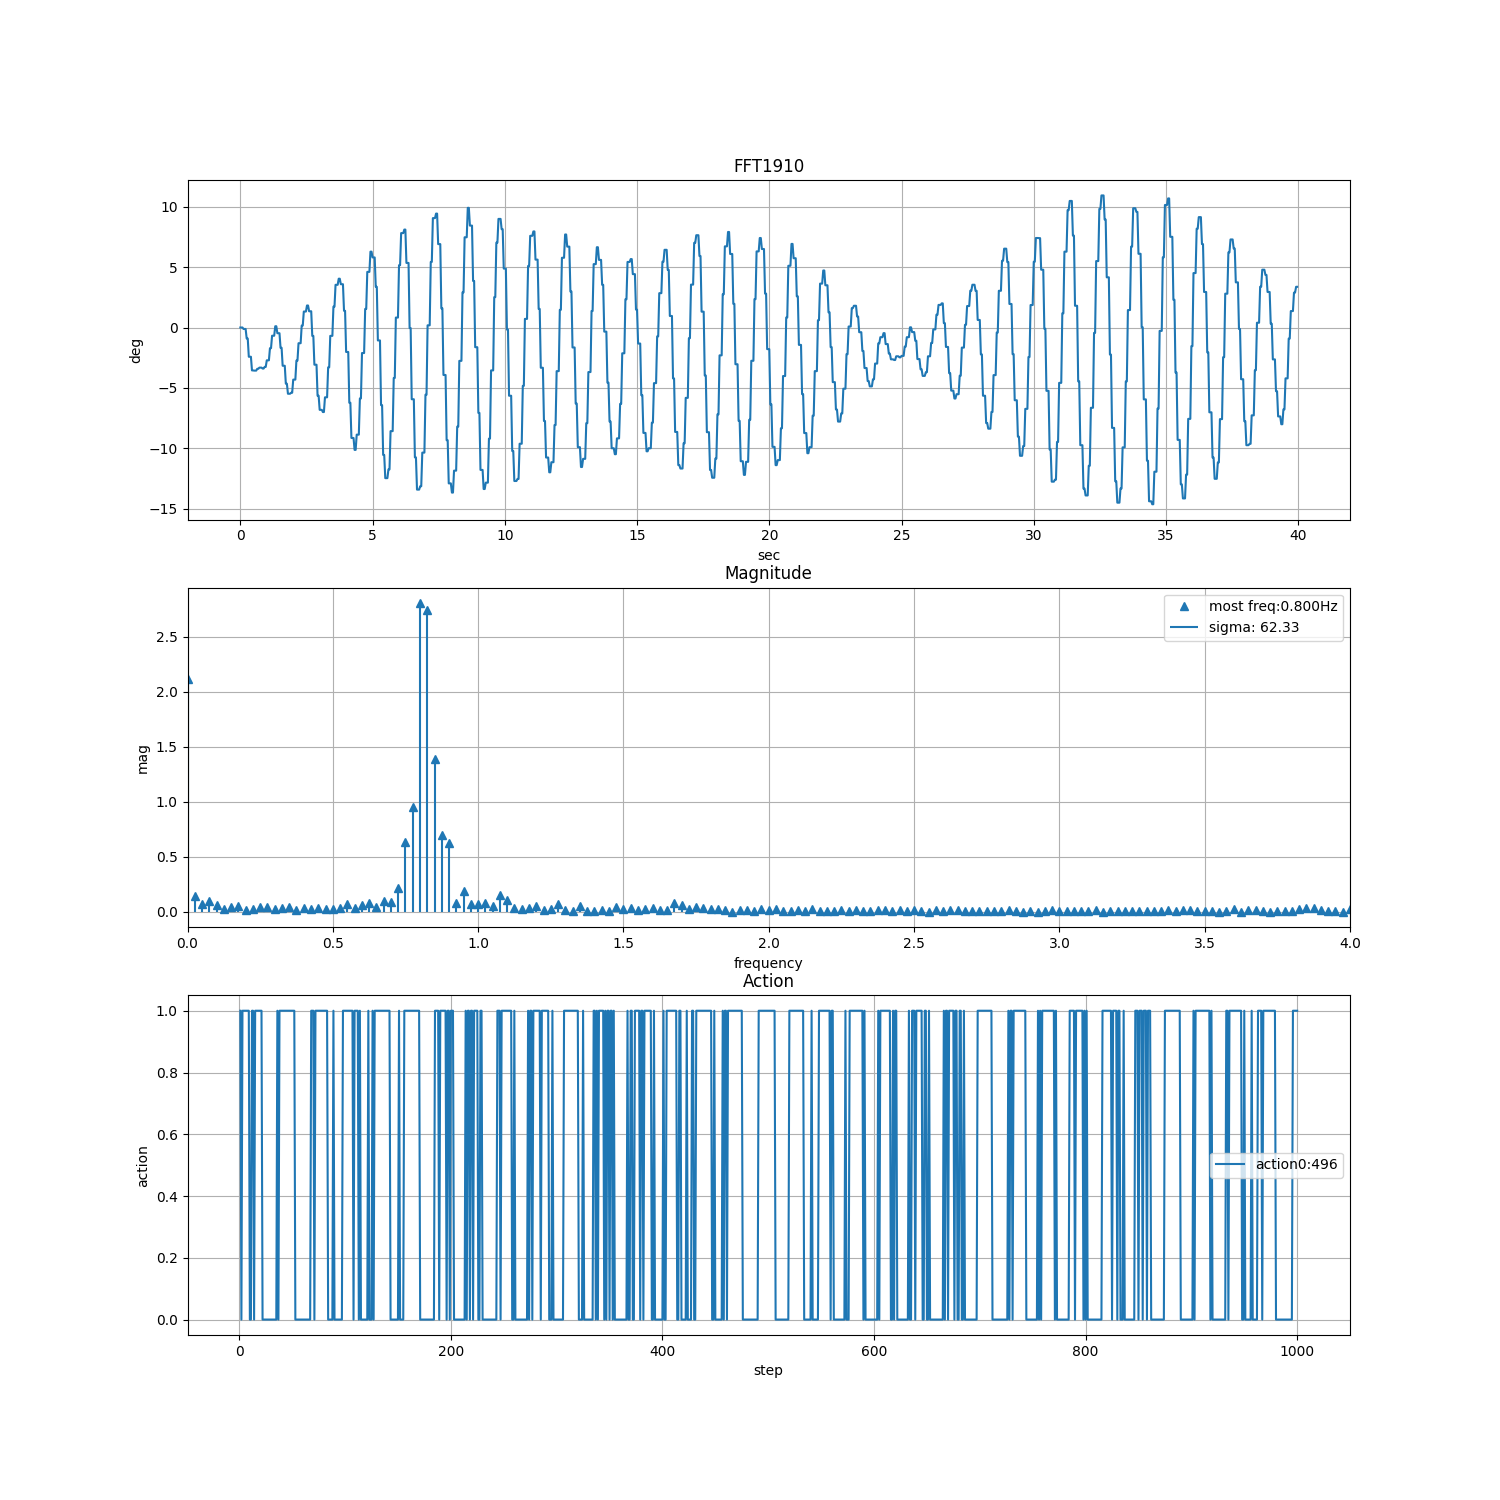 FFT1910
10
5
0
−5
−10
−15
deg
0 5 10 15 20 25 30 35 40
sec
Magnitude
2.5
2.0
1.5
1.0
0.5
0.0
mag
most freq:0.800Hz
sigma: 62.33
0.0 0.5 1.0 1.5 2.0 2.5 3.0 3.5 4.0
frequency
Action
1.0
0.8
0.6
0.4
0.2
0.0
action
action0:496
0 200 400 600 800 1000
step